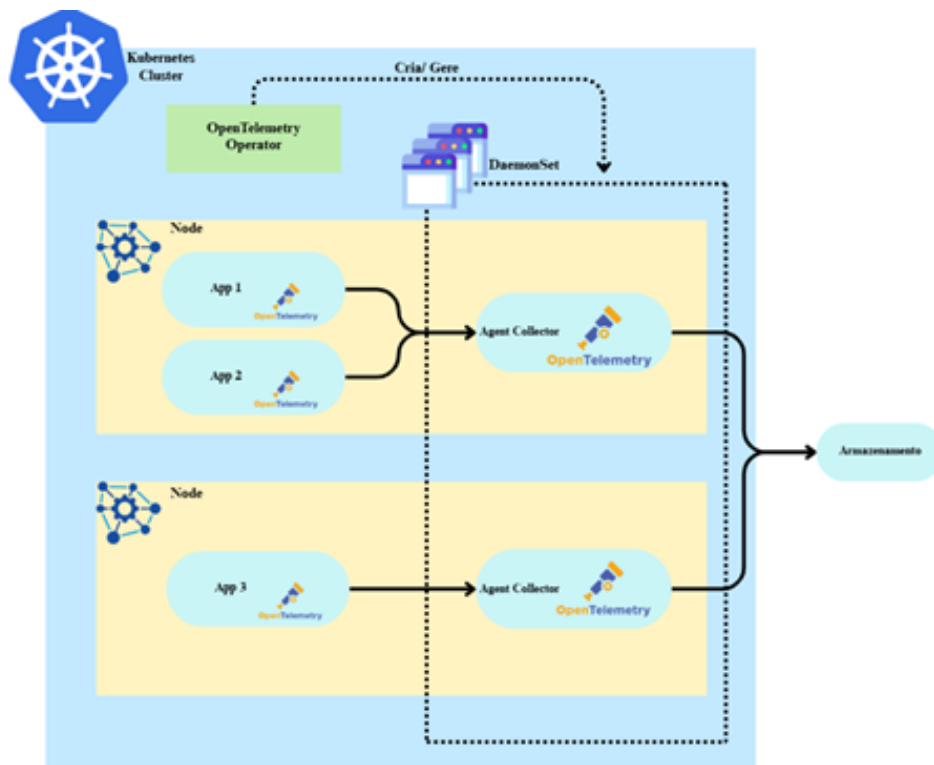 Kubernetes
Cluster
Cria/ Gere
OpenTelemetry
Operator
DaemonSet
Node
App 1
OpenTelemetry
App 2
OpenTelemetry
Agent Collector
OpenTelemetry
Armazenamento
Node
App 3
OpenTelemetry
Agent Collector
OpenTelemetry